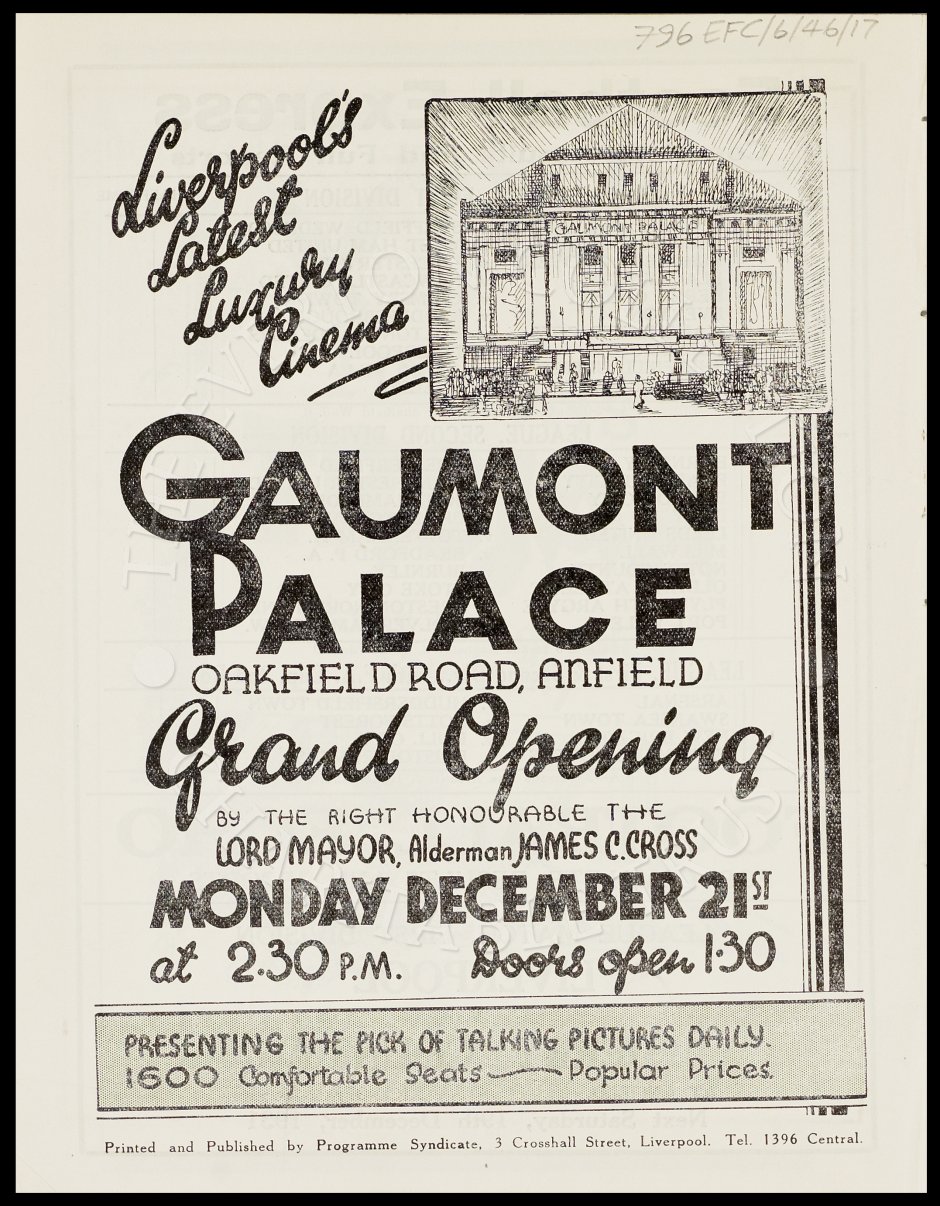 796 EFC/6/46/17
Liverpool's
Latest
Luxury
Cinema
GAUMONT PALACE
GAUMONT
PALACE
OAKFIELD ROAD, ANFIELD
Grand Opening
BY THE RIGHT HONOURABLE THE
LORD MAYOR, Alderman JAMES C. CROSS
MONDAY DECEMBER 21ST
at 2.30 P.M. Doors open 1.30
PRESENTING THE PICK OF TALKING PICTURES DAILY.
1600 Comfortable Seats — Popular Prices.
Printed and Published by Programme Syndicate, 3 Crosshall Street, Liverpool. Tel. 1396 Central.